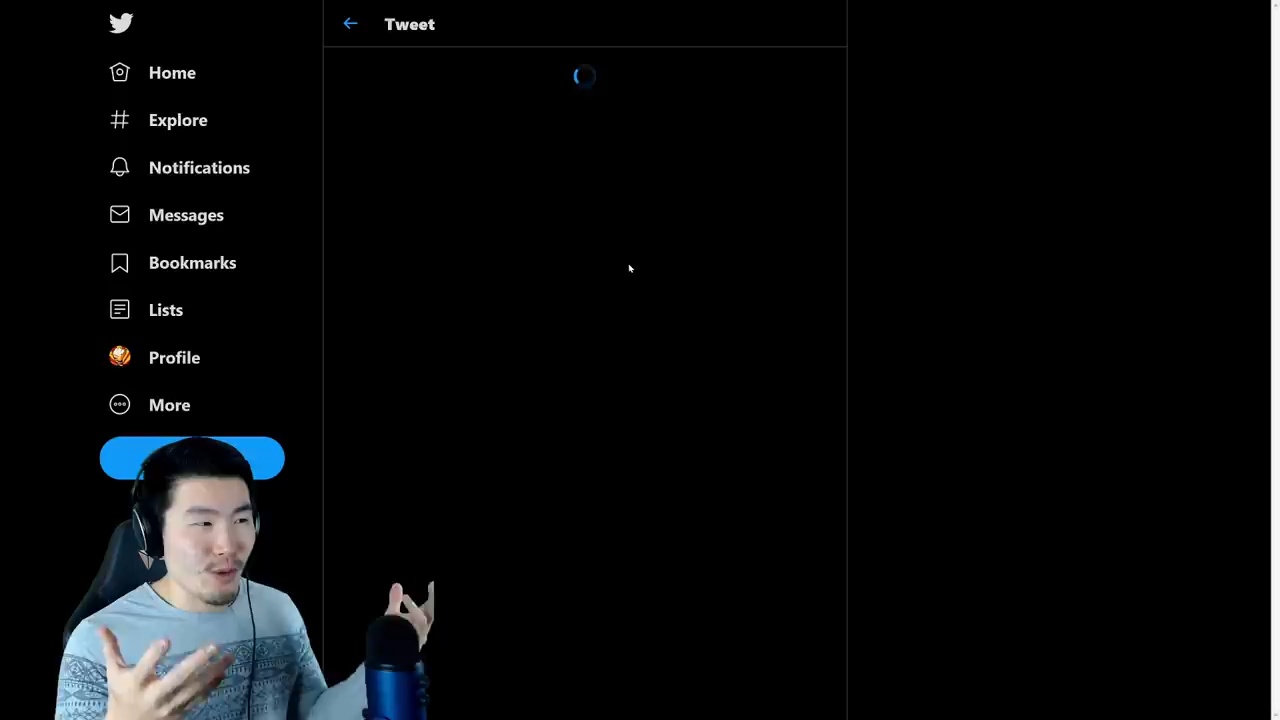 Tweet
Home
Explore
Notifications
Messages
Bookmarks
Lists
Profile
More